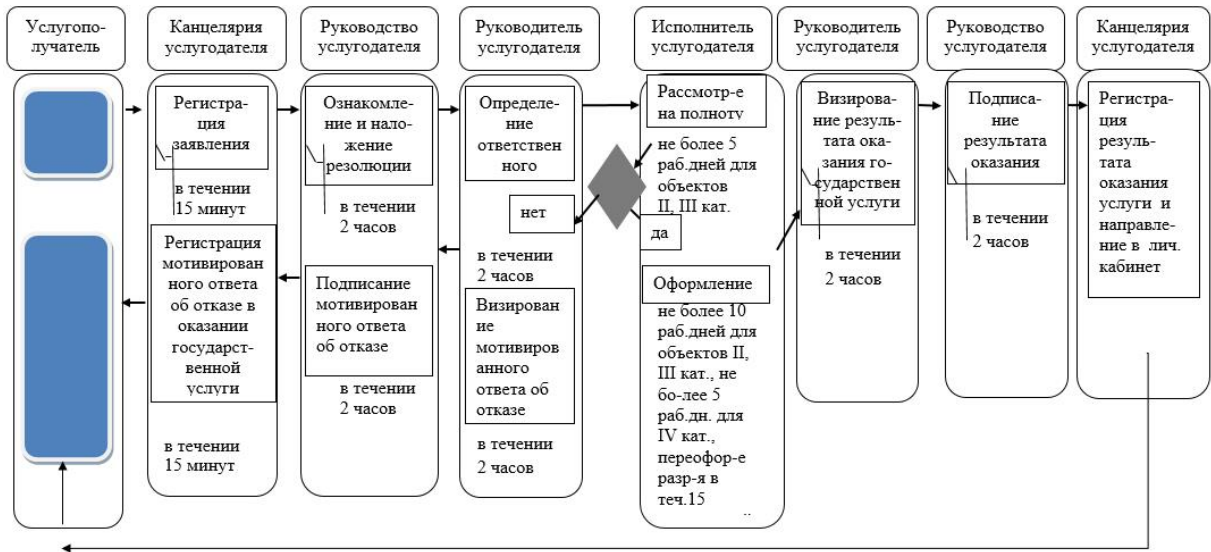 Услугопо-
лучатель
Канцелярия
услугодателя
Руководство
услугодателя
Руководитель
услугодателя
Исполнитель
услугодателя
Руководитель
услугодателя
Руководство
услугодателя
Канцелярия
услугодателя
Регистра-
ция
заявления
в течении
15 минут
Регистрация
мотивирован
ного ответа
об отказе в
оказании
государст-
венной
услуги
в течении
15 минут
Ознакомле-
ние и нало-
жение
резолюции
в течении
2 часов
Подписание
мотивирован
ного ответа
об отказе
в течении
2 часов
Определе-
ние
ответствен
ного
нет
в течении
2 часов
Визирован
ие
мотивиров
анного
ответа об
отказе
в течении
2 часов
Рассмотр-е
на полноту
не более 5
раб.дней для
объектов
II, III кат.
да
Оформление
не более 10
раб.дней для
объектов II,
III кат., не
бо-лее 5
раб.дн. для
IV кат.,
переофор-е
разр-я в
теч.15
Визирова-
ние резуль-
тата ока-
зания го-
сударствен
ной услуги
в течении
2 часов
Подписа-
ние
результата
оказания
в течении
2 часов
Регистра-
ция
резуль-
тата
оказания
услуги и
направле-
ние в лич.
кабинет